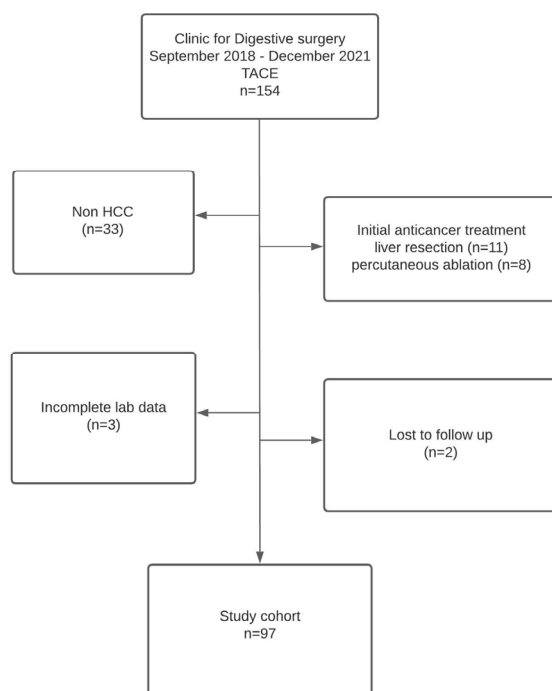 Clinic for Digestive surgery
September 2018 - December 2021
TACE
n=154
Non HCC
(n=33)
Initial anticancer treatment
liver resection (n=11)
percutaneous ablation (n=8)
Incomplete lab data
(n=3)
Lost to follow up
(n=2)
Study cohort
n=97